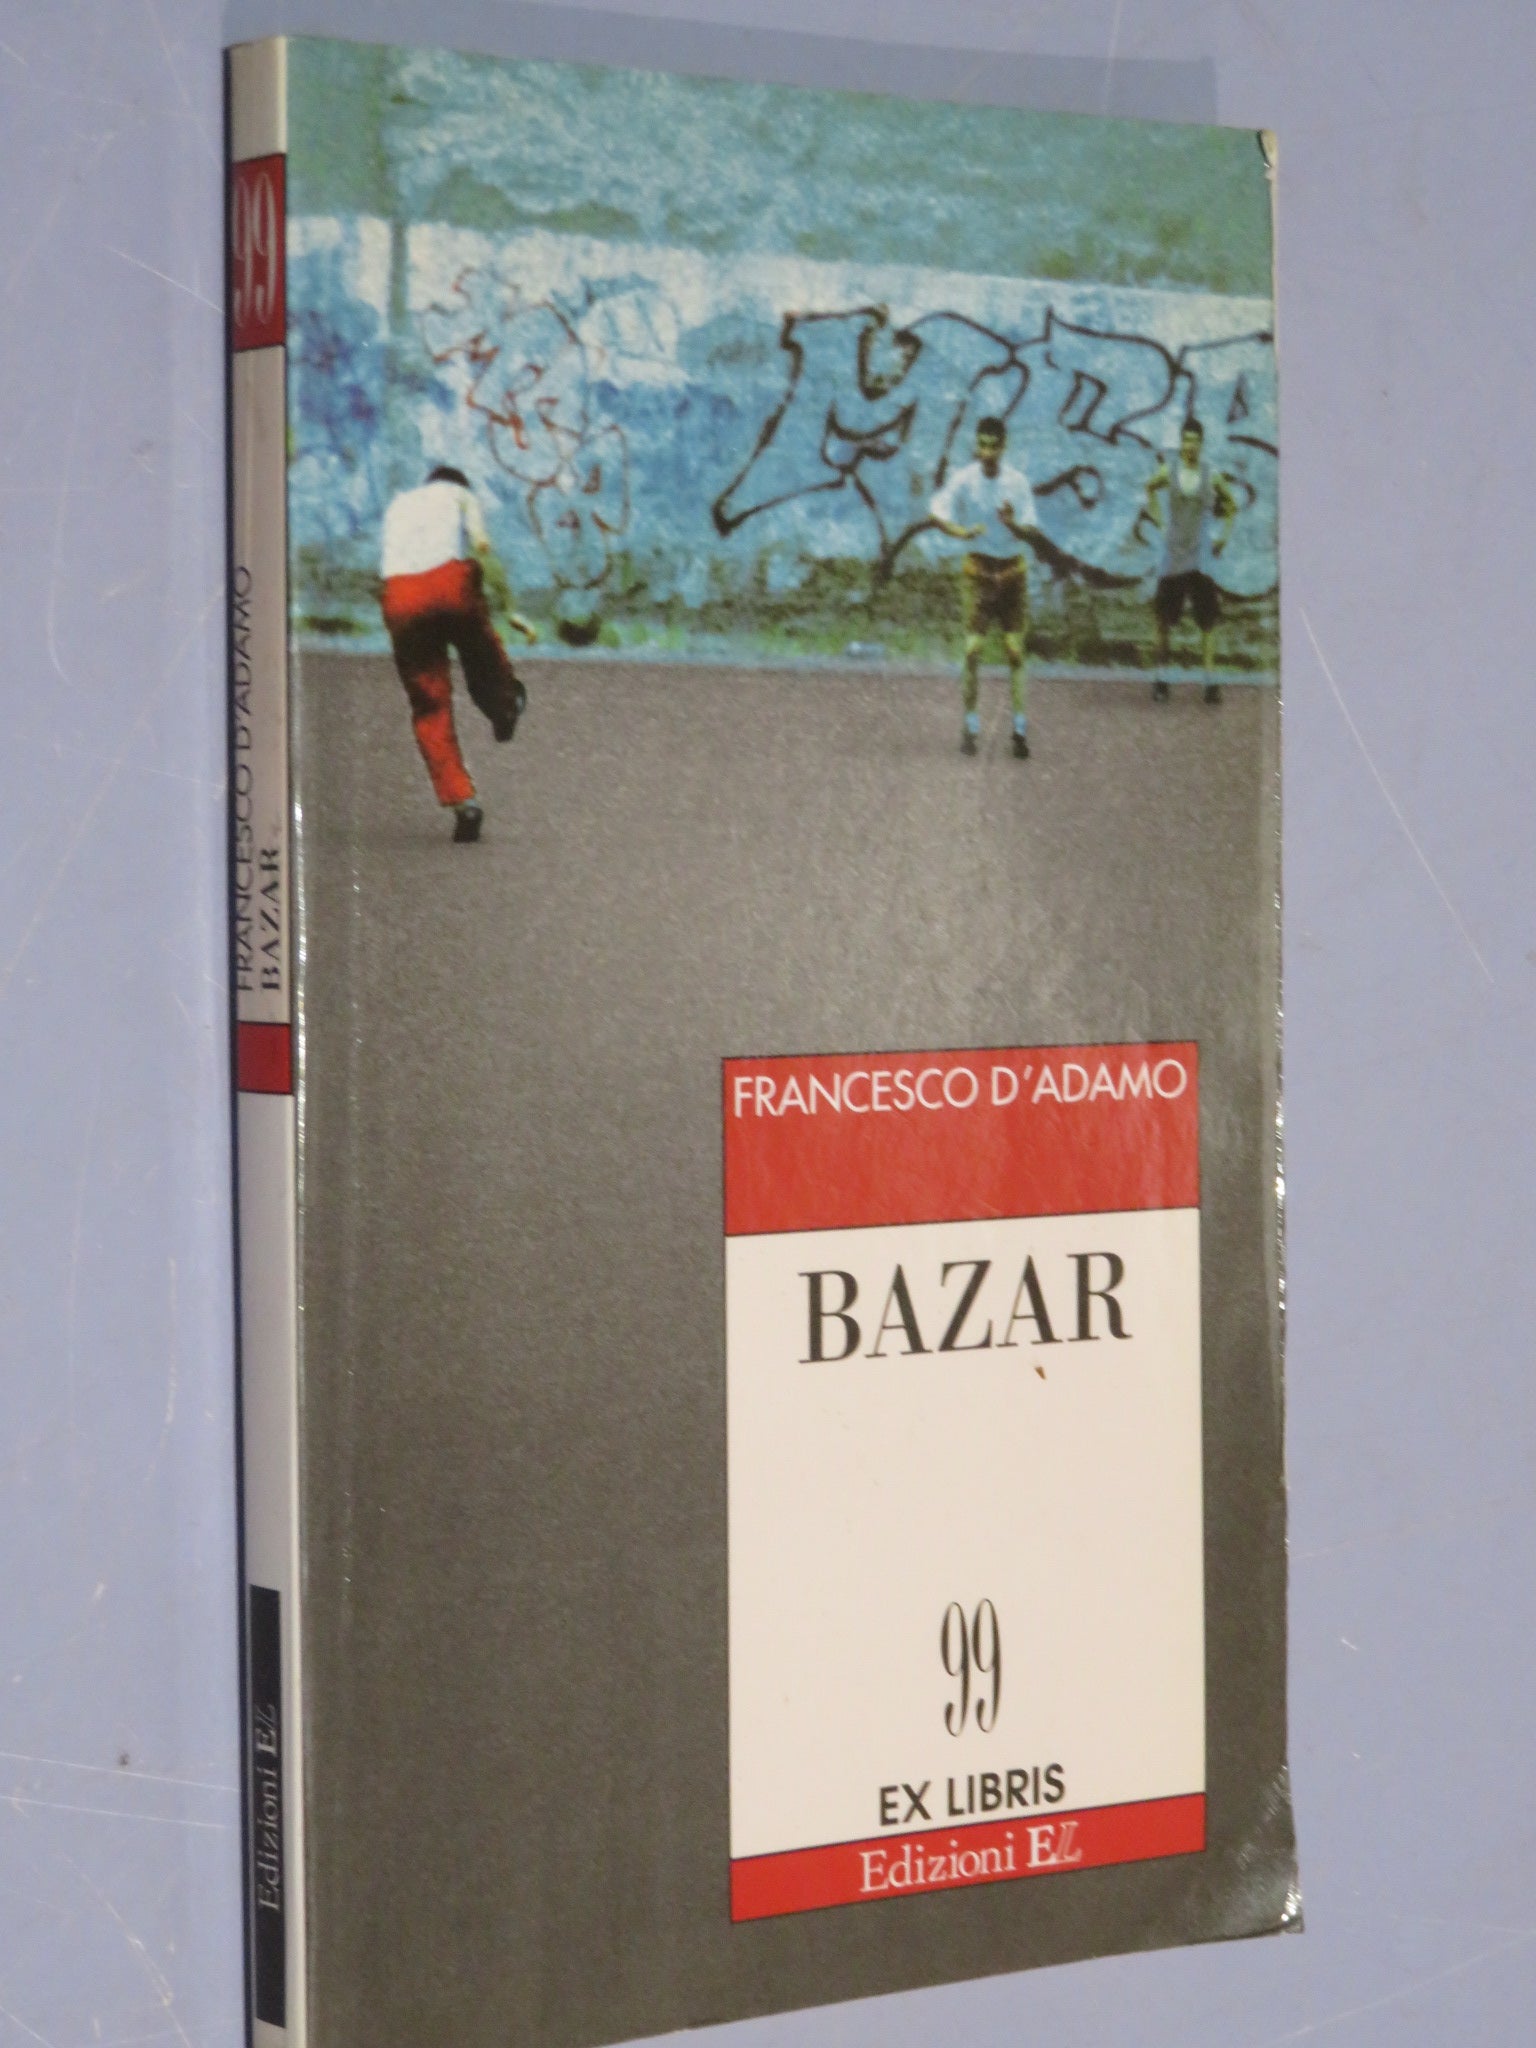 99
FRANCESCO D'ADAMO
BAZAR
Edizioni EL
FRANCESCO D'ADAMO
BAZAR
99
EX LIBRIS
Edizioni EL